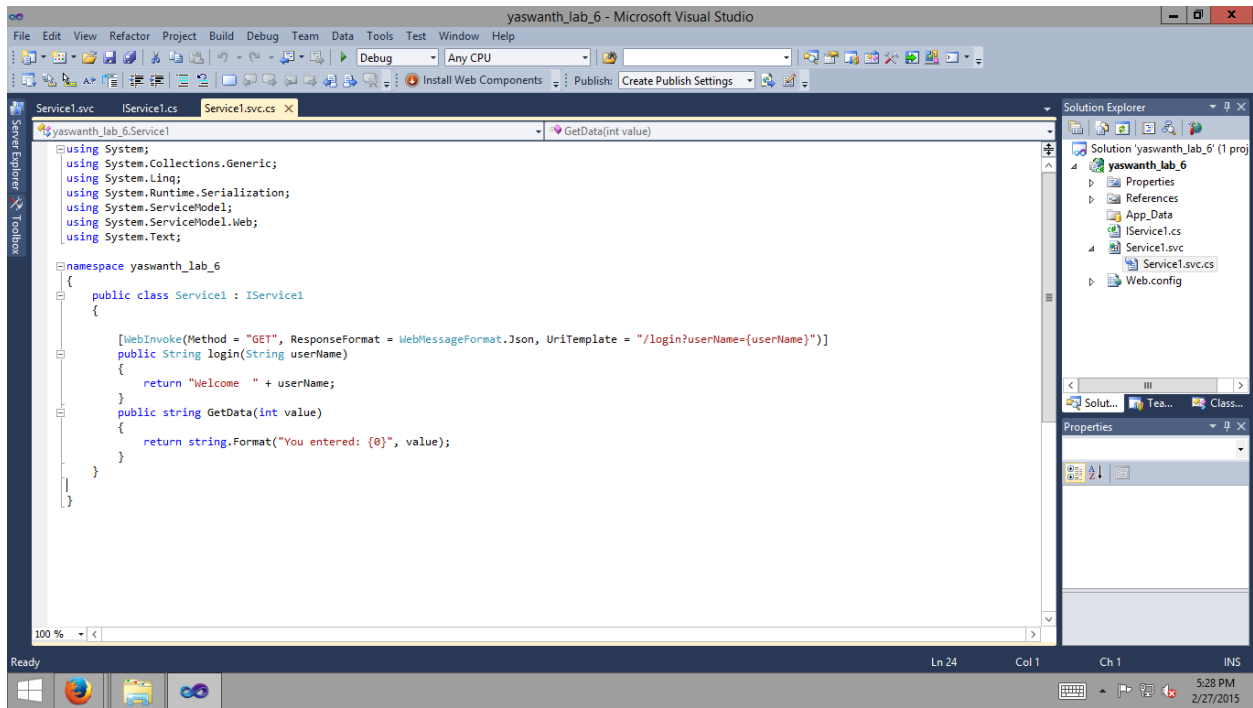 yaswanth_lab_6 - Microsoft Visual Studio
File Edit View Refactor Project Build Debug Team Data Tools Test Window Help
Debug Any CPU
Install Web Components Publish: Create Publish Settings
Server Explorer
Toolbox
Service1.svc IService1.cs Service1.svc.cs
yaswanth_lab_6.Service1 GetData(int value)
using System;
using System.Collections.Generic;
using System.Linq;
using System.Runtime.Serialization;
using System.ServiceModel;
using System.ServiceModel.Web;
using System.Text;
namespace yaswanth_lab_6
{
public class Service1 : IService1
{
[WebInvoke(Method = "GET", ResponseFormat = WebMessageFormat.Json, UriTemplate = "/login?userName={userName}")]
public String login(String userName)
{
return "Welcome  " + userName;
}
public string GetData(int value)
{
return string.Format("You entered: {0}", value);
}
}
}
100 %
Solution Explorer
Solution 'yaswanth_lab_6' (1 proj
yaswanth_lab_6
Properties
References
App_Data
IService1.cs
Service1.svc
Service1.svc.cs
Web.config
Solut... Tea... Class...
Properties
Ready Ln 24 Col 1 Ch 1 INS
5:28 PM
2/27/2015